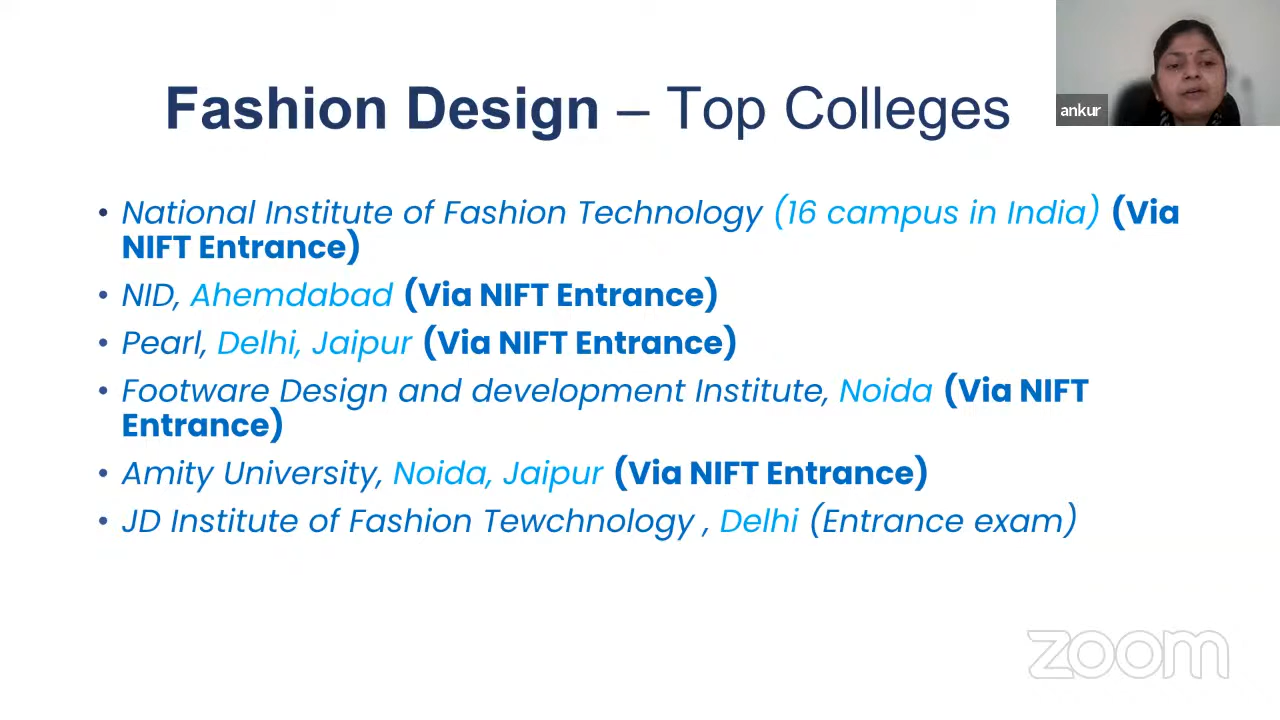 Fashion Design – Top Colleges
ankur
• National Institute of Fashion Technology (16 campus in India) (Via
NIFT Entrance)
• NID, Ahemdabad (Via NIFT Entrance)
• Pearl, Delhi, Jaipur (Via NIFT Entrance)
• Footware Design and development Institute, Noida (Via NIFT
Entrance)
• Amity University, Noida, Jaipur (Via NIFT Entrance)
• JD Institute of Fashion Tewchnology , Delhi (Entrance exam)
zoom